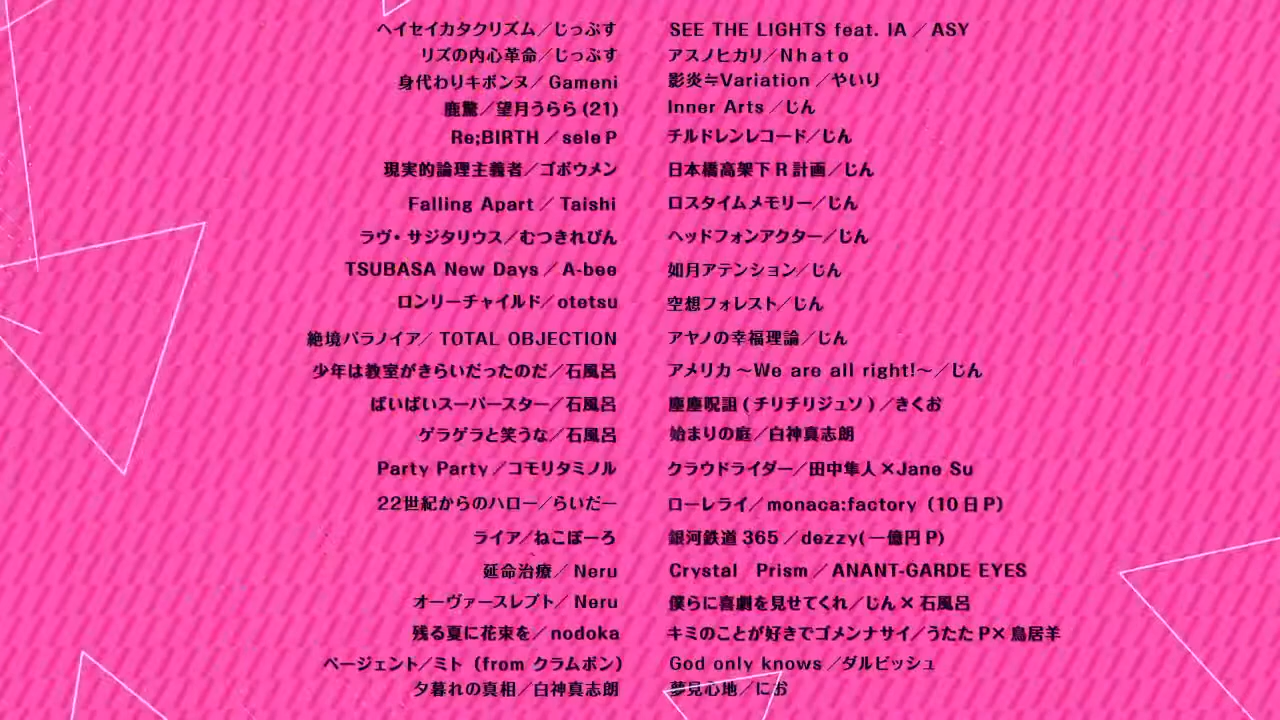 ヘイセイカタクリズム／じっぷす
リズの内心革命／じっぷす
身代わりキボンヌ／Gameni
鹿驚／望月うらら(21)
Re;BIRTH／sele P
現実的論理主義者／ゴボウメン
Falling Apart／Taishi
ラヴ・サジタリウス／むつきれぴん
TSUBASA New Days／A-bee
ロンリーチャイルド／otetsu
絶境パラノイア／TOTAL OBJECTION
少年は教室がきらいだったのだ／石風呂
ばいばいスーパースター／石風呂
ゲラゲラと笑うな／石風呂
Party Party／コモリタミノル
22世紀からのハロー／らいだー
ライア／ねこぼーろ
延命治療／Neru
オーヴァースレプト／Neru
残る夏に花束を／nodoka
ページェント／ミト（from クラムボン）
夕暮れの真相／白神真志朗
SEE THE LIGHTS feat. IA／ASY
アスノヒカリ／Nhato
影炎≒Variation／やいり
Inner Arts／じん
チルドレンレコード／じん
日本橋高架下R計画／じん
ロスタイムメモリー／じん
ヘッドフォンアクター／じん
如月アテンション／じん
空想フォレスト／じん
アヤノの幸福理論／じん
アメリカ～We are all right!～／じん
塵塵呪詛(チリチリジュソ)／きくお
始まりの庭／白神真志朗
クラウドライダー／田中隼人×Jane Su
ローレライ／monaca:factory（10日P）
銀河鉄道365／dezzy(一億円P)
Crystal Prism／ANANT-GARDE EYES
僕らに喜劇を見せてくれ／じん×石風呂
キミのことが好きでゴメンナサイ／うたたP×鳥居羊
God only knows／ダルビッシュ
夢見心地／にお